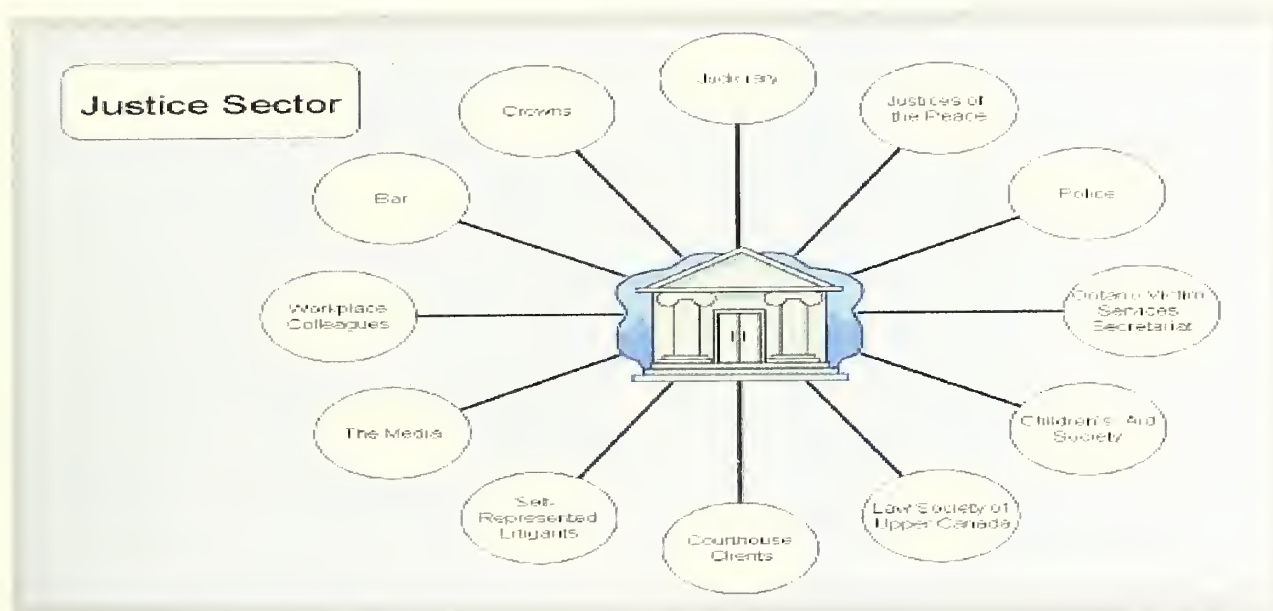 Justice Sector
Judiciary
Crowns
Justices of
the Peace
Bar
Police
Workplace
Colleagues
Ontario Victim
Services
Secretariat
The Media
Children's Aid
Society
Self-
Represented
Litigants
Law Society of
Upper Canada
Courthouse
Clients